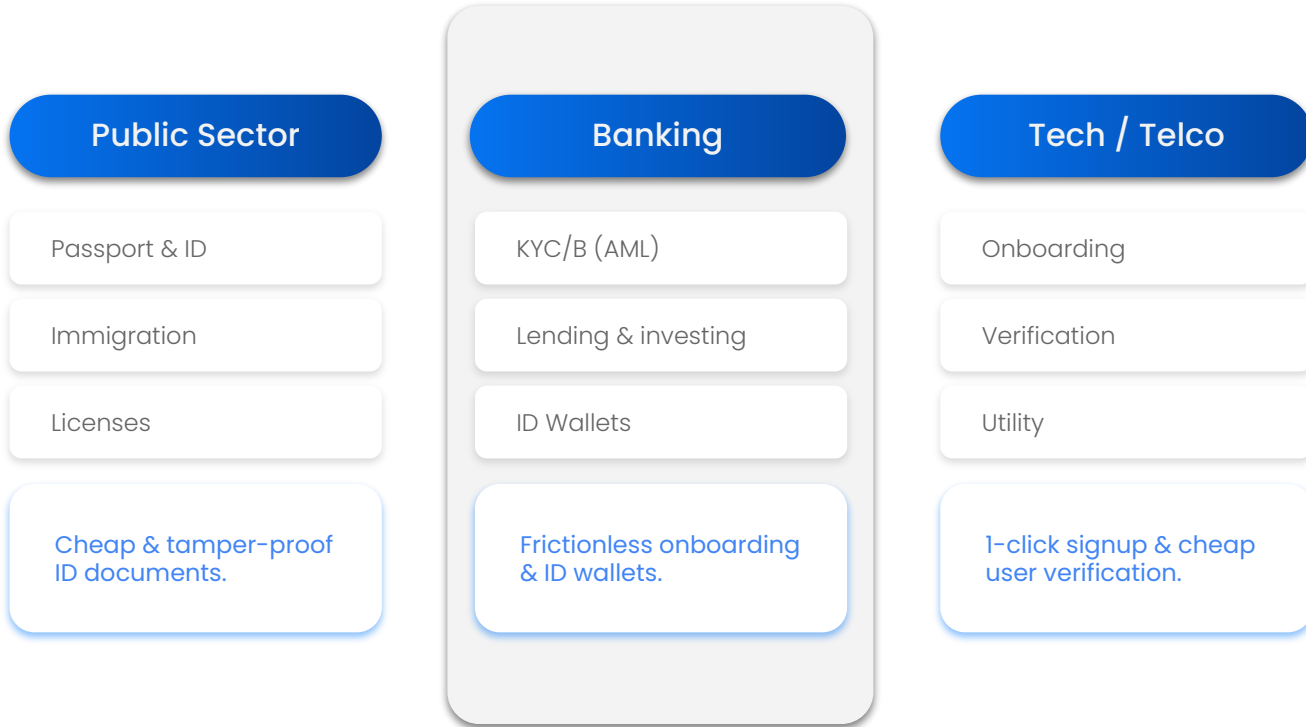 Public Sector
Passport & ID
Immigration
Licenses
Cheap & tamper-proof
ID documents.
Banking
KYC/B (AML)
Lending & investing
ID Wallets
Frictionless onboarding
& ID wallets.
Tech / Telco
Onboarding
Verification
Utility
1-click signup & cheap
user verification.